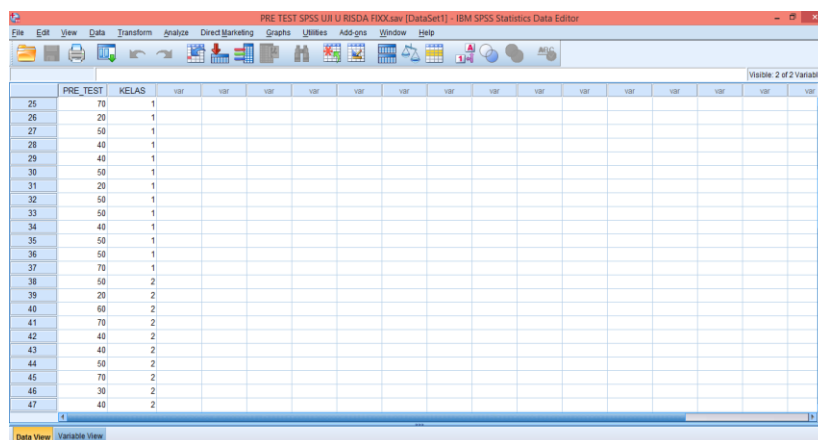 PRE TEST SPSS UJI U RISDA FIXX.sav [DataSet1] - IBM SPSS Statistics Data Editor
File Edit View Data Transform Analyze Direct Marketing Graphs Utilities Add-ons Window Help
Visible: 2 of 2 Variabl
PRE_TEST KELAS var var var var var var var var var var var var var var var
25 70 1
26 20 1
27 50 1
28 40 1
29 40 1
30 50 1
31 20 1
32 50 1
33 50 1
34 40 1
35 50 1
36 50 1
37 70 1
38 50 2
39 20 2
40 60 2
41 70 2
42 40 2
43 40 2
44 50 2
45 70 2
46 30 2
47 40 2
Data View Variable View